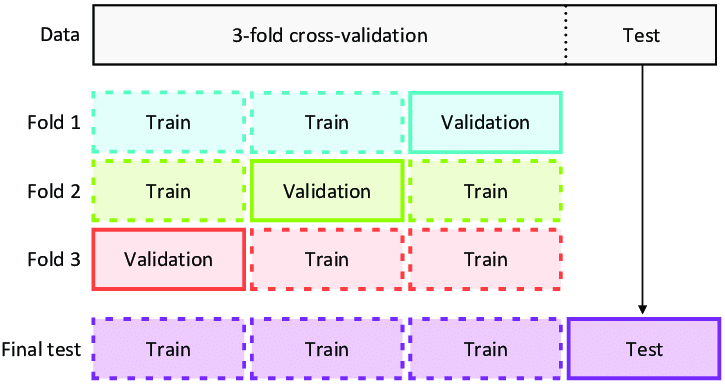 Data 3-fold cross-validation Test
Fold 1 Train Train Validation
Fold 2 Train Validation Train
Fold 3 Validation Train Train
Final test Train Train Train Test